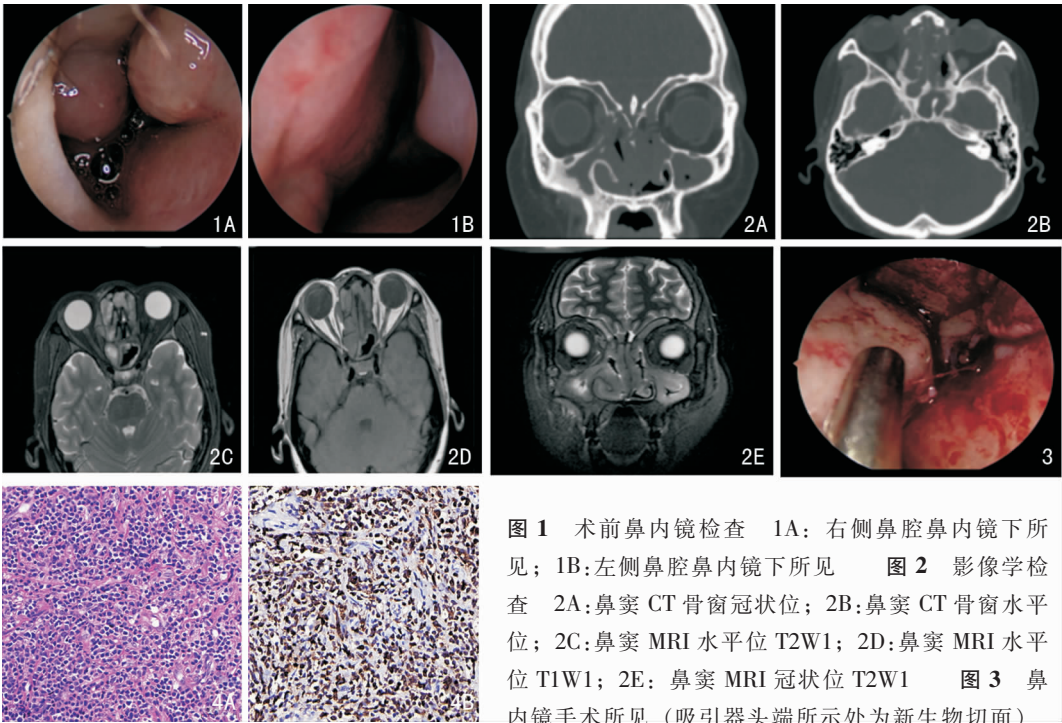 1A
1B
2A
2B
2C
2D
2E
3
4A
4B
图 1 术前鼻内镜检查 1A：右侧鼻腔鼻内镜下所
见；1B：左侧鼻腔鼻内镜下所见 图 2 影像学检
查 2A：鼻窦 CT 骨窗冠状位；2B：鼻窦 CT 骨窗水平
位；2C：鼻窦 MRI 水平位 T2W1；2D：鼻窦 MRI 水平
位 T1W1；2E：鼻窦 MRI 冠状位 T2W1 图 3 鼻
内镜手术所见（吸引器头端所示处为新生物切面）